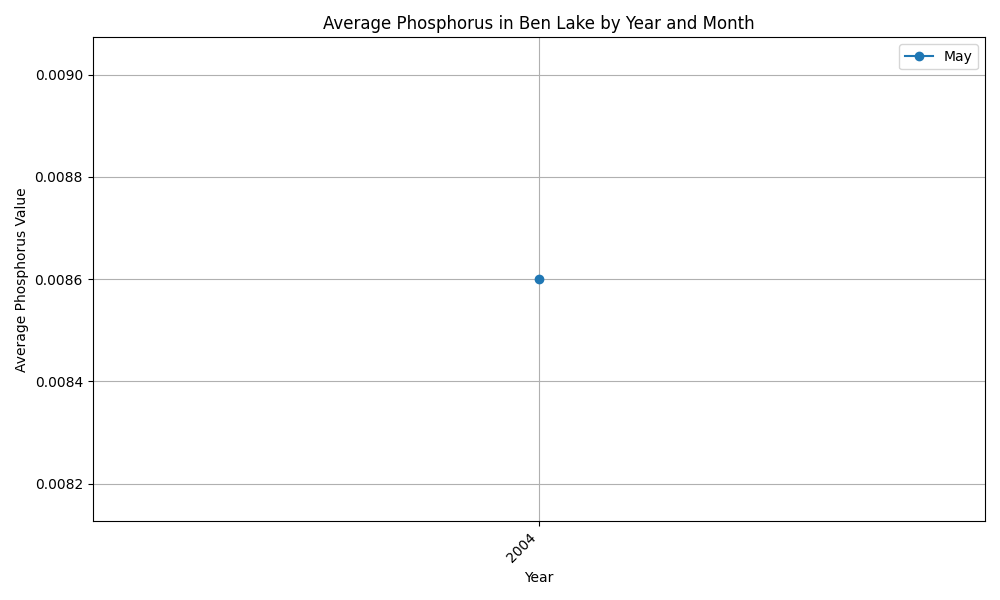 Average Phosphorus in Ben Lake by Year and Month
May
0.0090
0.0088
0.0086
0.0084
0.0082
Average Phosphorus Value
2004
Year